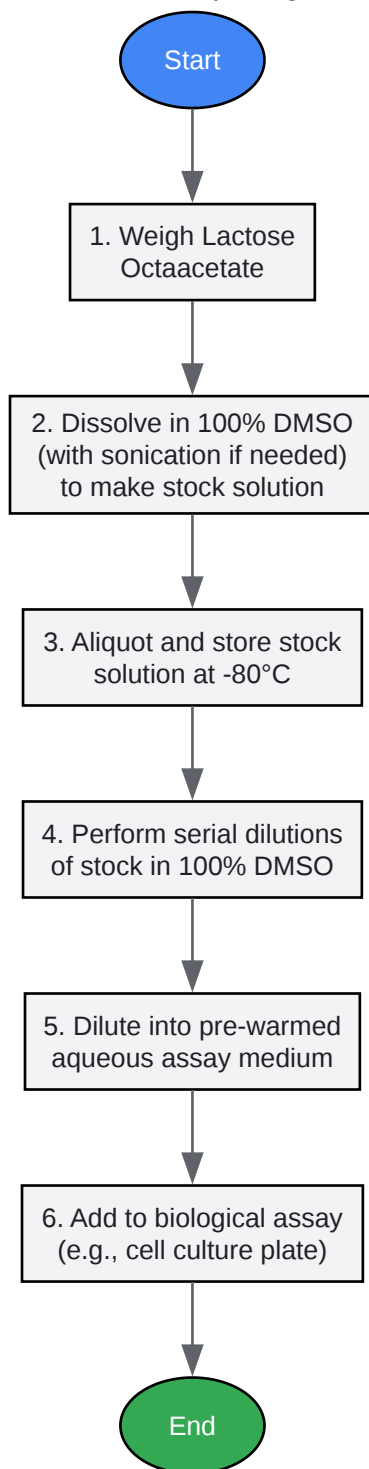 Start
1. Weigh Lactose
Octaacetate
2. Dissolve in 100% DMSO
(with sonication if needed)
to make stock solution
3. Aliquot and store stock
solution at -80°C
4. Perform serial dilutions
of stock in 100% DMSO
5. Dilute into pre-warmed
aqueous assay medium
6. Add to biological assay
(e.g., cell culture plate)
End